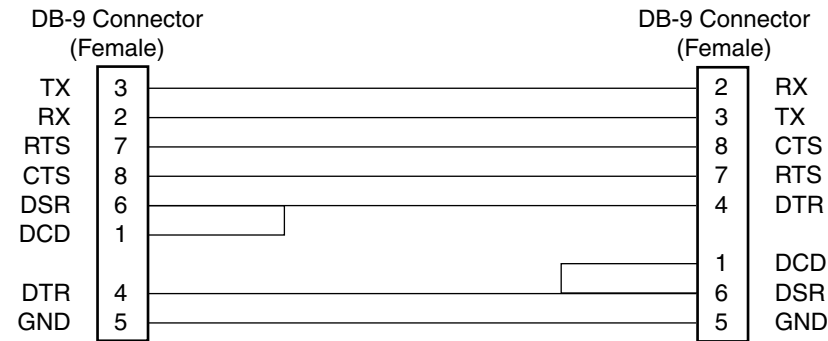 DB-9 Connector DB-9 Connector
(Female) (Female)
TX 3 2 RX
RX 2 3 TX
RTS 7 8 CTS
CTS 8 7 RTS
DSR 6 4 DTR
DCD 1
1 DCD
DTR 4 6 DSR
GND 5 5 GND